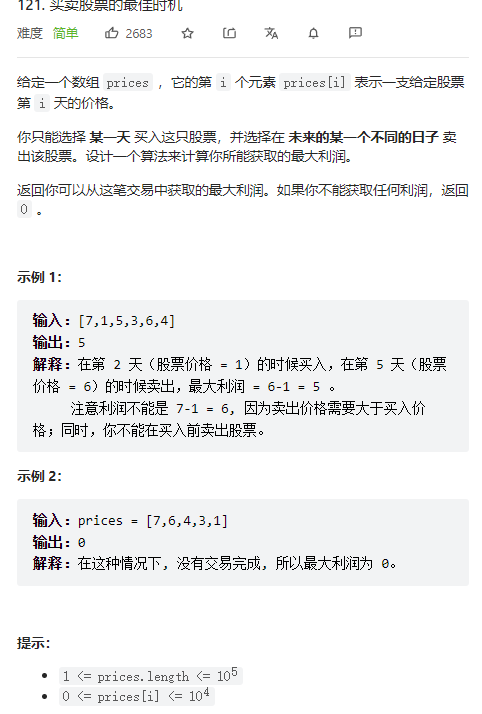 121. 买卖股票的最佳时机
难度 简单 2683
给定一个数组 prices ，它的第 i 个元素 prices[i] 表示一支给定股票
第 i 天的价格。
你只能选择 某一天 买入这只股票，并选择在 未来的某一个不同的日子 卖
出该股票。设计一个算法来计算你所能获取的最大利润。
返回你可以从这笔交易中获取的最大利润。如果你不能获取任何利润，返回
0 。
示例 1：
输入：[7,1,5,3,6,4]
输出：5
解释：在第 2 天（股票价格 = 1）的时候买入，在第 5 天（股票
价格 = 6）的时候卖出，最大利润 = 6-1 = 5 。
注意利润不能是 7-1 = 6, 因为卖出价格需要大于买入价
格；同时，你不能在买入前卖出股票。
示例 2：
输入：prices = [7,6,4,3,1]
输出：0
解释：在这种情况下, 没有交易完成, 所以最大利润为 0。
提示：
1 <= prices.length <= 10⁵
0 <= prices[i] <= 10⁴